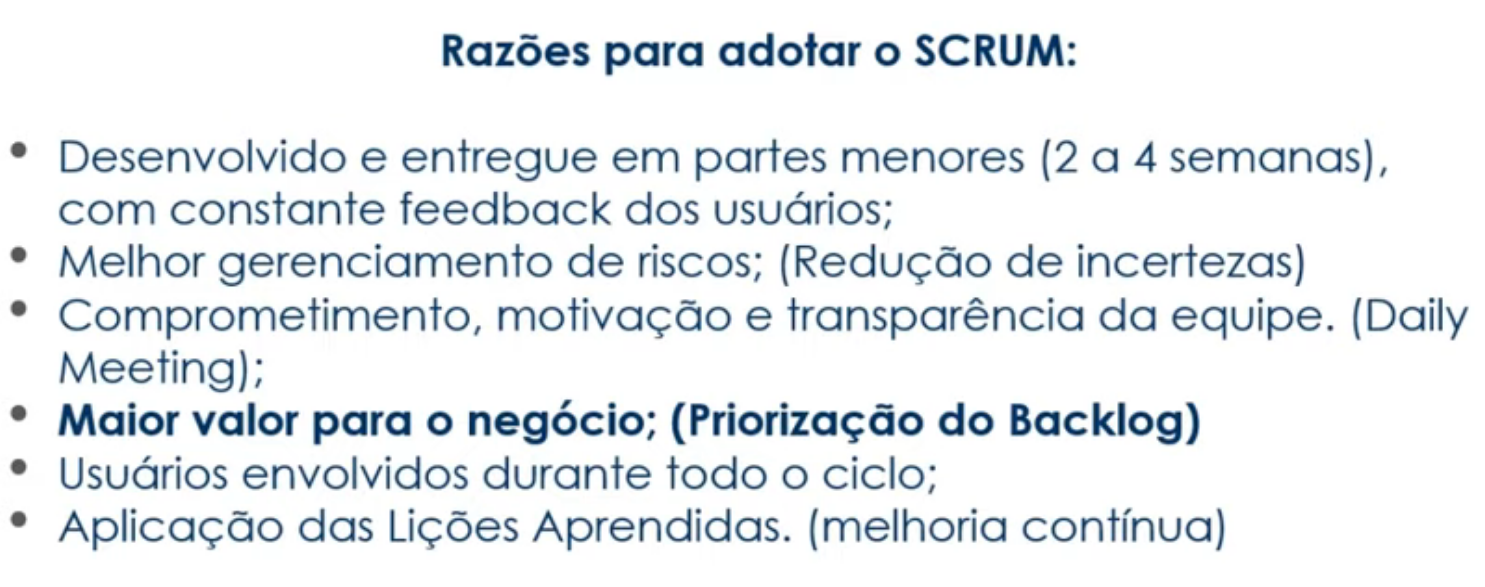 Razões para adotar o SCRUM:
• Desenvolvido e entregue em partes menores (2 a 4 semanas),
com constante feedback dos usuários;
• Melhor gerenciamento de riscos; (Redução de incertezas)
• Comprometimento, motivação e transparência da equipe. (Daily
Meeting);
• Maior valor para o negócio; (Priorização do Backlog)
• Usuários envolvidos durante todo o ciclo;
• Aplicação das Lições Aprendidas. (melhoria contínua)